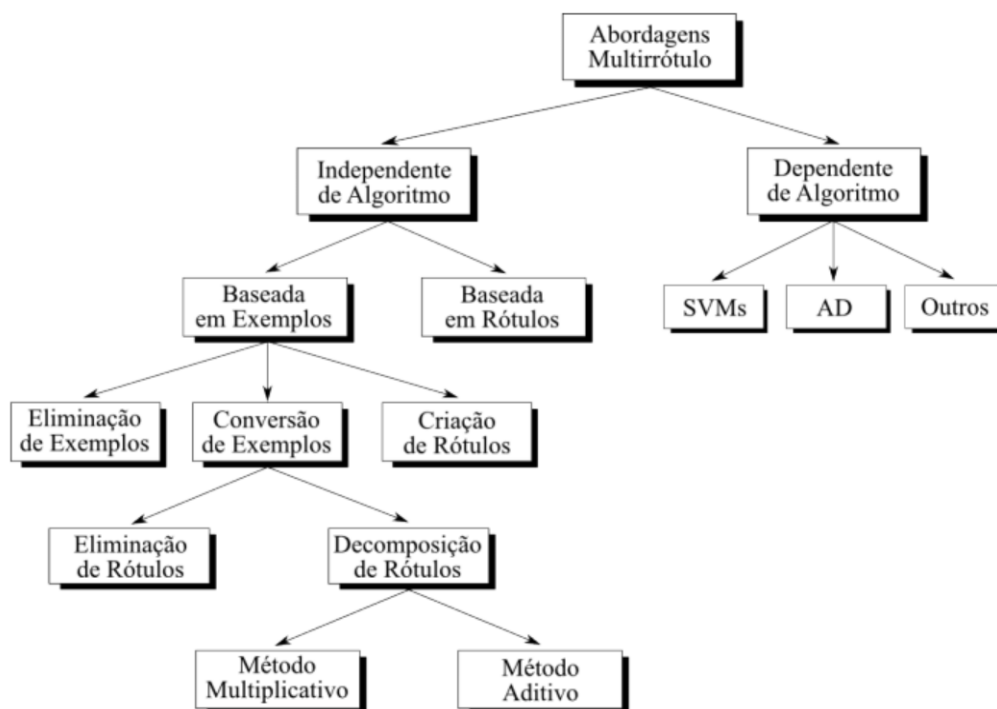 Abordagens
Multirrótulo
Independente
de Algoritmo
Dependente
de Algoritmo
Baseada
em Exemplos
Baseada
em Rótulos
SVMs
AD
Outros
Eliminação
de Exemplos
Conversão
de Exemplos
Criação
de Rótulos
Eliminação
de Rótulos
Decomposição
de Rótulos
Método
Multiplicativo
Método
Aditivo